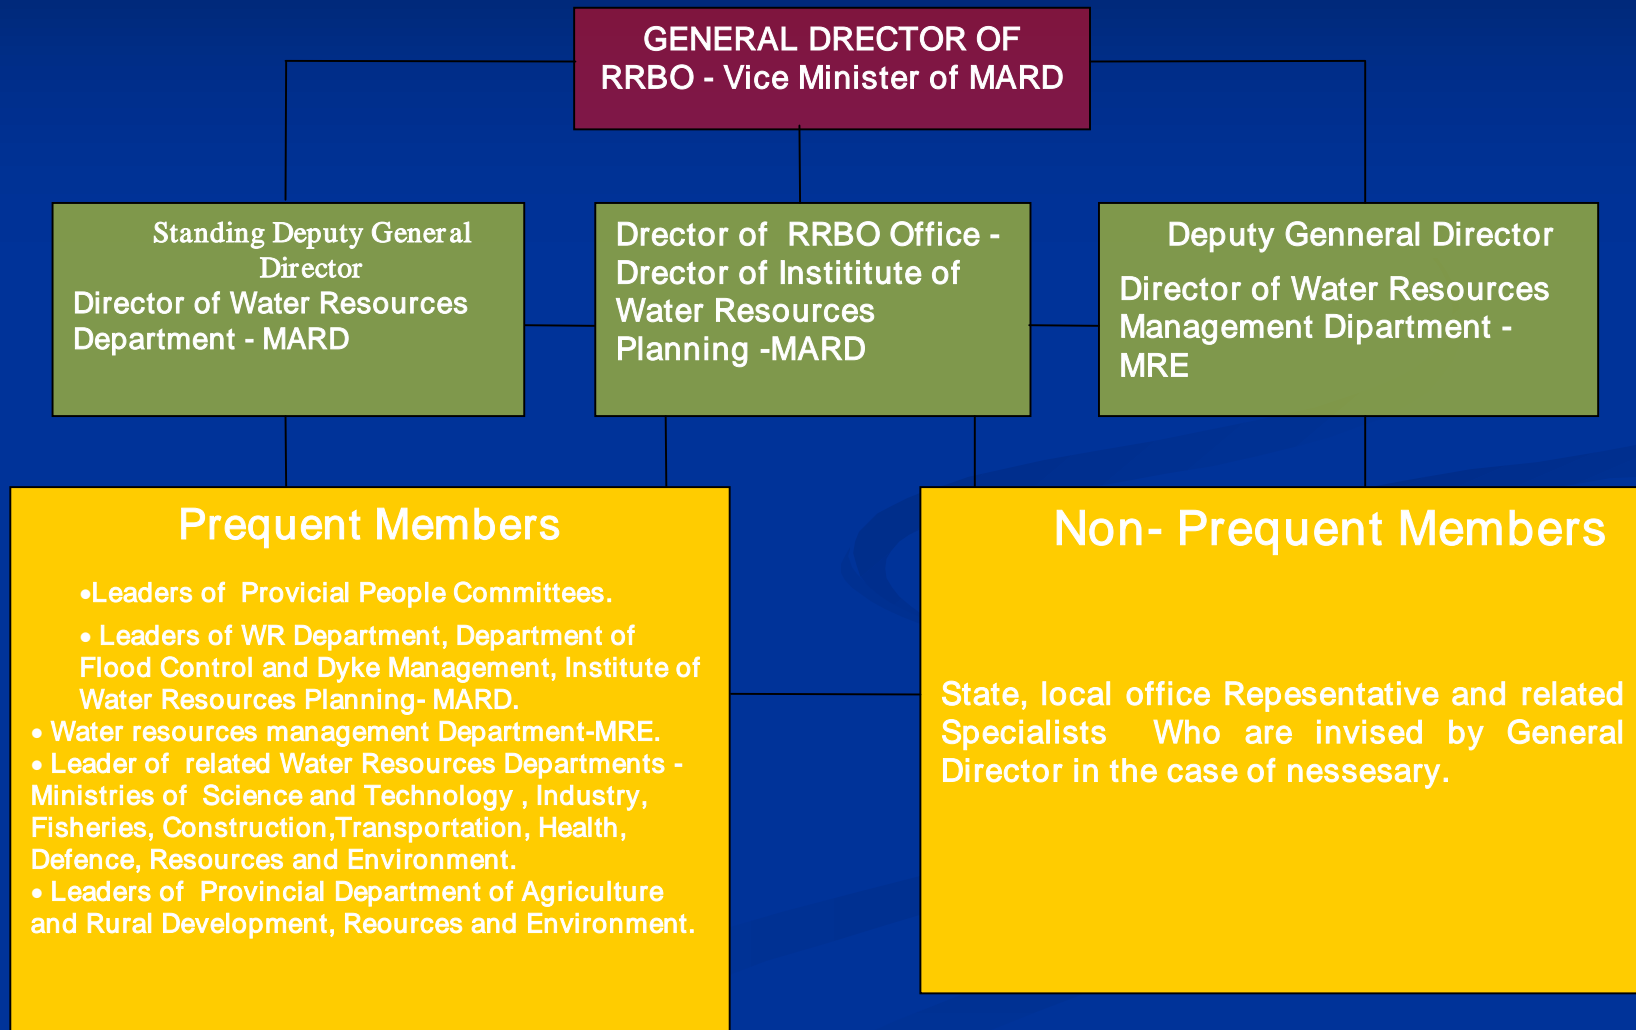 GENERAL DRECTOR OF
RRBO - Vice Minister of MARD
Standing Deputy General
Director
Director of Water Resources
Department - MARD
Drector of RRBO Office -
Drector of Instititute of
Water Resources
Planning -MARD
Deputy Genneral Director
Director of Water Resources
Management Dipartment -
MRE
Prequent Members
•Leaders of Provicial People Committees.
• Leaders of WR Department, Department of
Flood Control and Dyke Management, Institute of
Water Resources Planning- MARD.
• Water resources management Department-MRE.
• Leader of related Water Resources Departments -
Ministries of Science and Technology , Industry,
Fisheries, Construction,Transportation, Health,
Defence, Resources and Environment.
• Leaders of Provincial Department of Agriculture
and Rural Development, Reources and Environment.
Non- Prequent Members
State, local office Repesentative and related
Specialists Who are invised by General
Director in the case of nessesary.